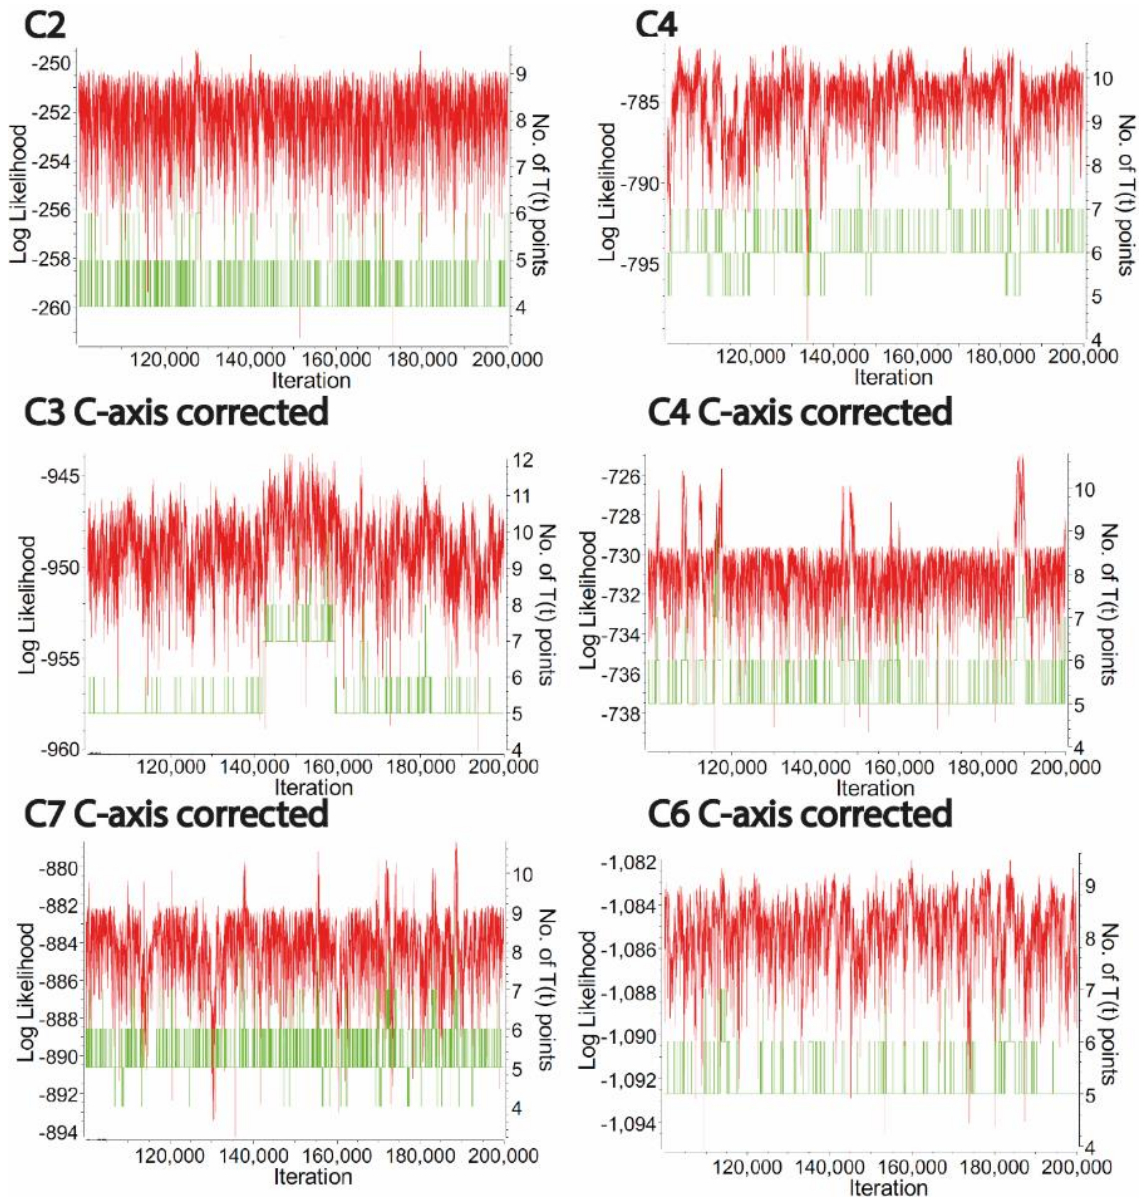 C2
-250
-252
-254
-256
-258
-260
Log Likelihood
9
8
7
6
5
4
No. of T(t) points
120,000 140,000 160,000 180,000 200,000
Iteration
C4
-785
-790
-795
Log Likelihood
10
9
8
7
6
5
4
No. of T(t) points
120,000 140,000 160,000 180,000 200,000
Iteration
C3 C-axis corrected
-945
-950
-955
-960
Log Likelihood
12
11
10
9
8
7
6
5
4
No. of T(t) points
120,000 140,000 160,000 180,000 200,000
Iteration
C4 C-axis corrected
-726
-728
-730
-732
-734
-736
-738
Log Likelihood
10
9
8
7
6
5
4
No. of T(t) points
120,000 140,000 160,000 180,000 200,000
Iteration
C7 C-axis corrected
-880
-882
-884
-886
-888
-890
-892
-894
Log Likelihood
10
9
8
7
6
5
4
No. of T(t) points
120,000 140,000 160,000 180,000 200,000
Iteration
C6 C-axis corrected
-1,082
-1,084
-1,086
-1,088
-1,090
-1,092
-1,094
Log Likelihood
9
8
7
6
5
4
No. of T(t) points
120,000 140,000 160,000 180,000 200,000
Iteration